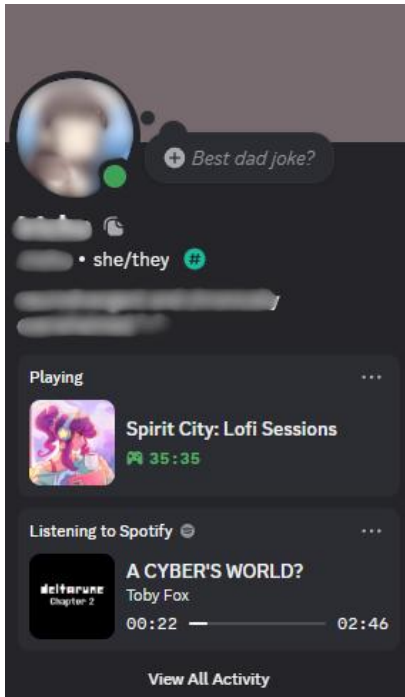 Best dad joke?
• she/they #
Playing
Spirit City: Lofi Sessions
35:35
Listening to Spotify
deltarune
Chapter 2
A CYBER'S WORLD?
Toby Fox
00:22 02:46
View All Activity